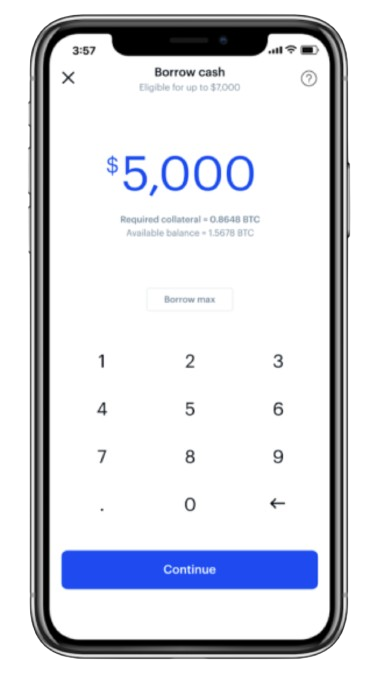 3:57
Borrow cash
Eligible for up to $7,000
$5,000
Required collateral = 0.8648 BTC
Available balance = 1.5678 BTC
Borrow max
1 2 3
4 5 6
7 8 9
. 0 ←
Continue